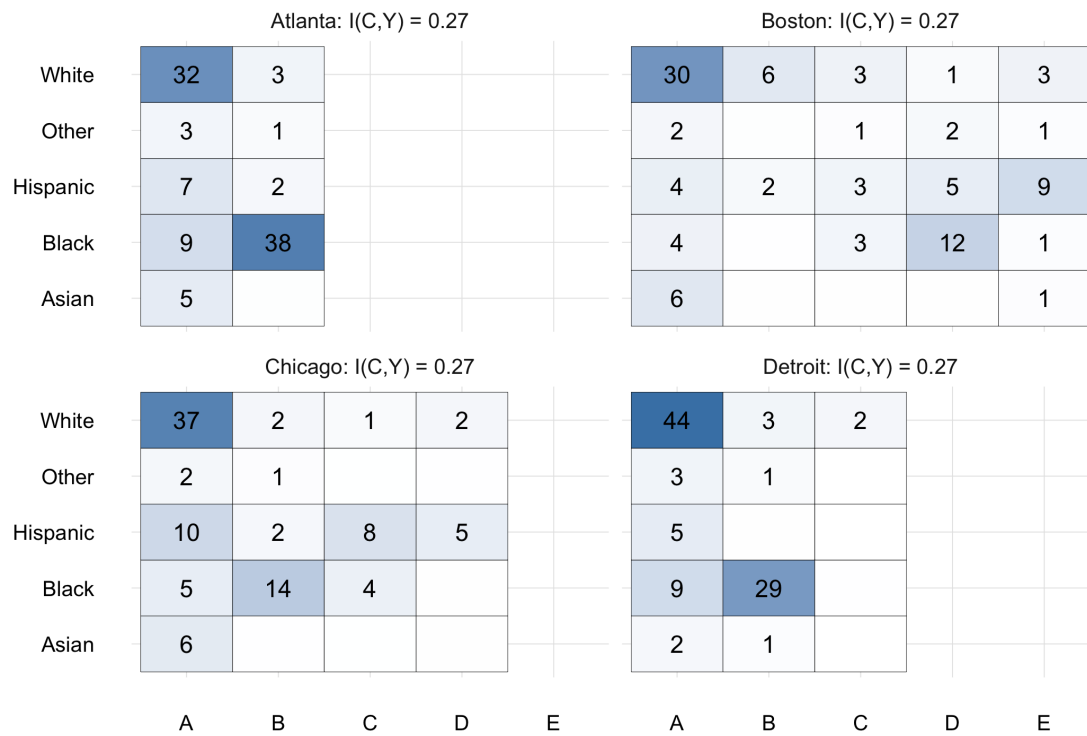 Atlanta: I(C,Y) = 0.27
Boston: I(C,Y) = 0.27
White 32 3 30 6 3 1 3
Other 3 1 2 1 2 1
Hispanic 7 2 4 2 3 5 9
Black 9 38 4 3 12 1
Asian 5 6 1
Chicago: I(C,Y) = 0.27
Detroit: I(C,Y) = 0.27
White 37 2 1 2 44 3 2
Other 2 1 3 1
Hispanic 10 2 8 5 5
Black 5 14 4 9 29
Asian 6 2 1
A B C D E A B C D E